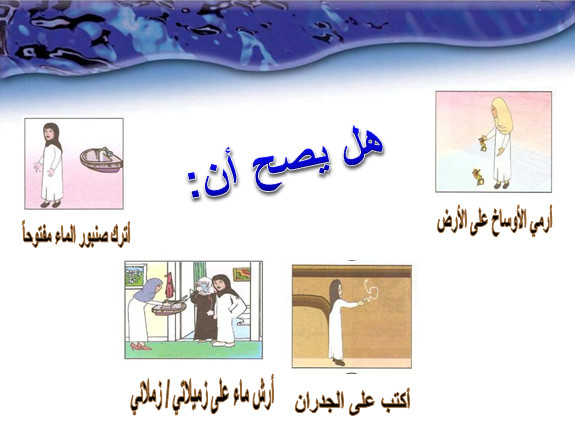 هل يصح أن:
أرمي الأوساخ على الأرض
أترك صنبور الماء مفتوحاً
أكتب على الجدران
أرش ماء على زميلاتي / زملائي